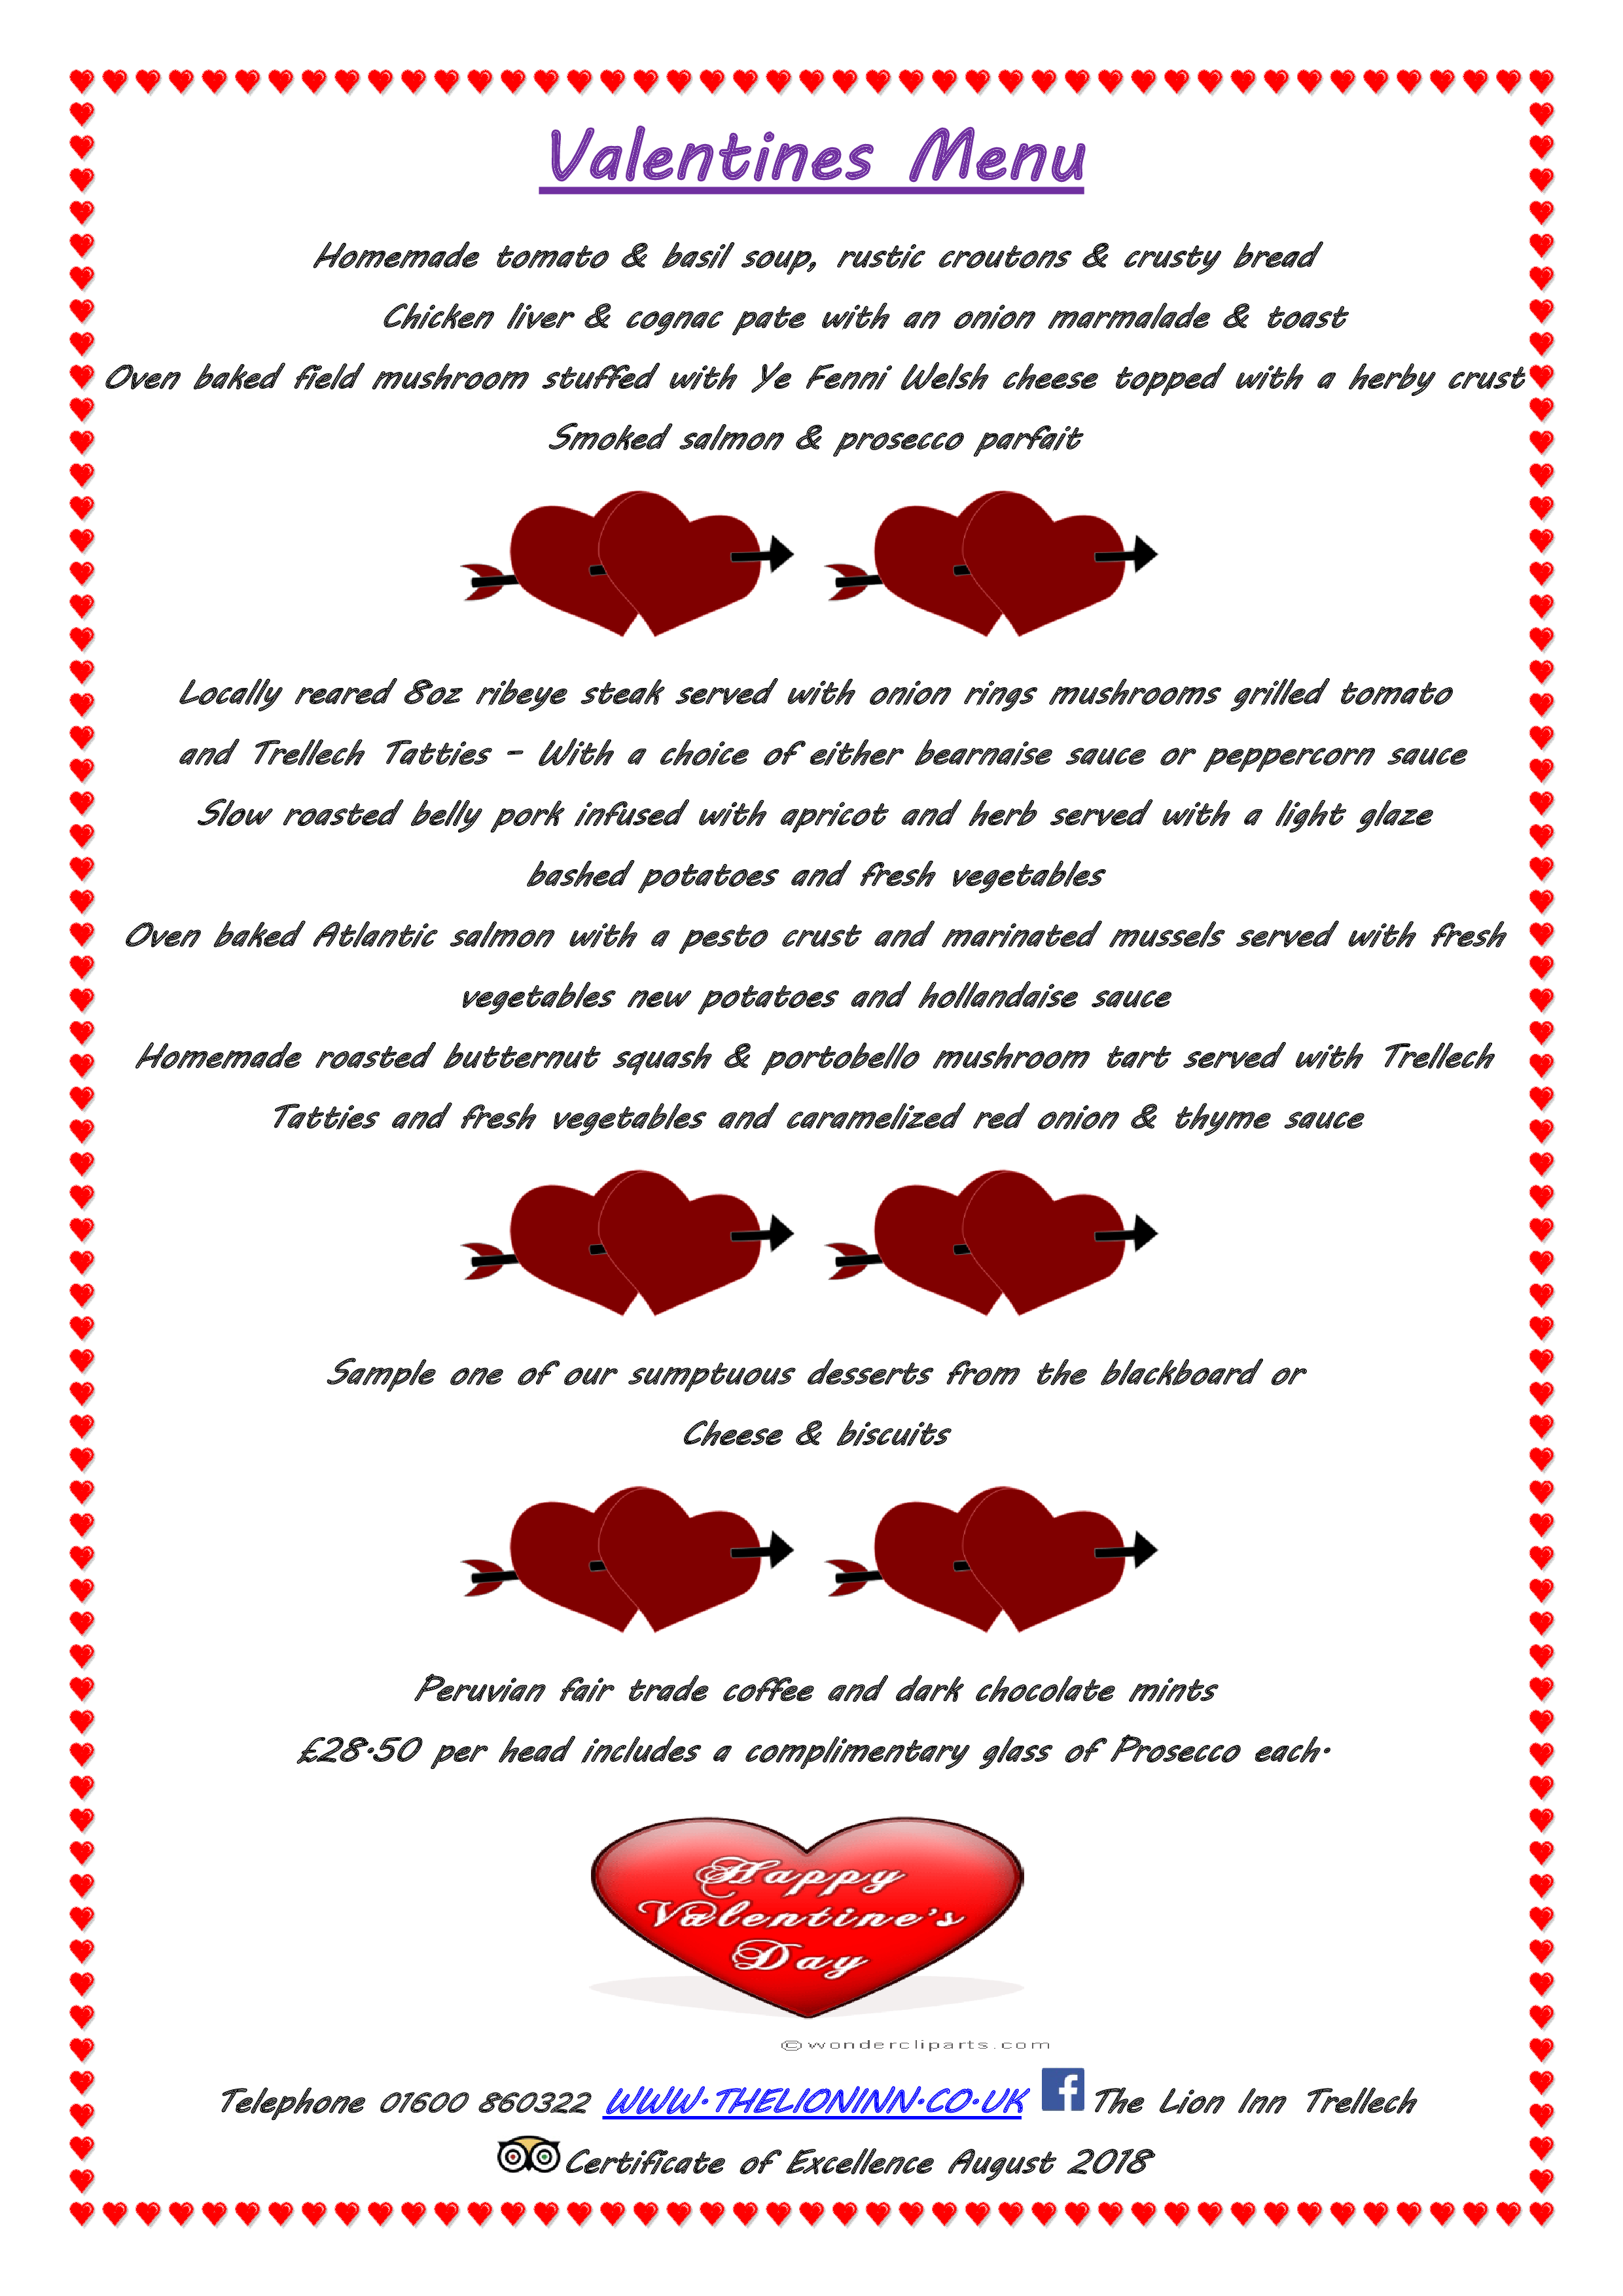 Valentines Menu
Homemade tomato & basil soup, rustic croutons & crusty bread
Chicken liver & cognac pate with an onion marmalade & toast
Oven baked field mushroom stuffed with Ye Fenni Welsh cheese topped with a herby crust
Smoked salmon & prosecco parfait
Locally reared 8oz ribeye steak served with onion rings mushrooms grilled tomato
and Trellech Tatties – With a choice of either bearnaise sauce or peppercorn sauce
Slow roasted belly pork infused with apricot and herb served with a light glaze
bashed potatoes and fresh vegetables
Oven baked Atlantic salmon with a pesto crust and marinated mussels served with fresh
vegetables new potatoes and hollandaise sauce
Homemade roasted butternut squash & portobello mushroom tart served with Trellech
Tatties and fresh vegetables and caramelized red onion & thyme sauce
Sample one of our sumptuous desserts from the blackboard or
Cheese & biscuits
Peruvian fair trade coffee and dark chocolate mints
£28.50 per head includes a complimentary glass of Prosecco each.
Happy
Valentine's
Day
©wondercliparts.com
Telephone 01600 860322 WWW.THELIONINN.CO.UK f The Lion Inn Trellech
Certificate of Excellence August 2018